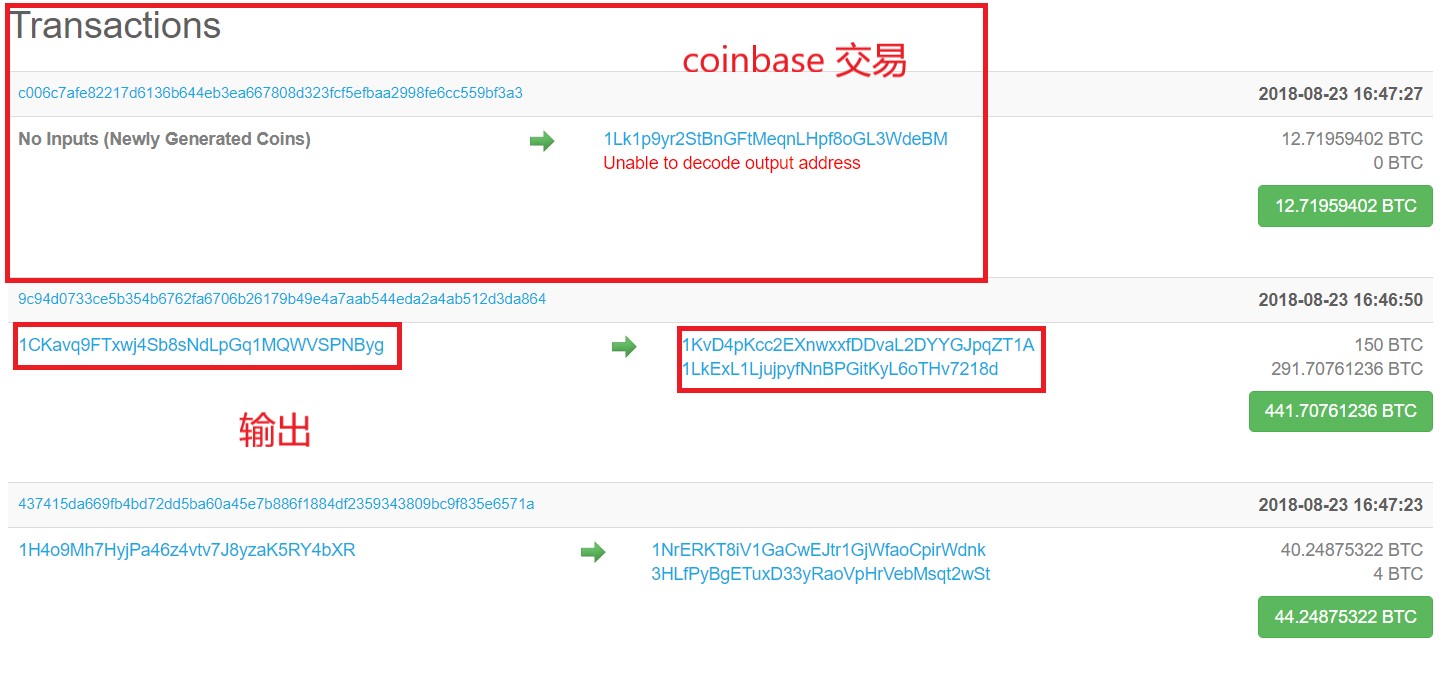 Transactions
coinbase 交易
c006c7afe82217d6136b644eb3ea667808d323fcf5efbaa2998fe6cc559bf3a3 2018-08-23 16:47:27
No Inputs (Newly Generated Coins) 1Lk1p9yr2StBnGFtMeqnLHpf8oGL3WdeBM 12.71959402 BTC
Unable to decode output address 0 BTC
12.71959402 BTC
9c94d0733ce5b354b6762fa6706b26179b49e4a7aab544eda2a4ab512d3da864 2018-08-23 16:46:50
1CKavq9FTxwj4Sb8sNdLpGq1MQWVSPNByg 1KvD4pKcc2EXnwxxfDDvaL2DYYGJpqZT1A 150 BTC
1LkExL1LjujpyfNnBPGitKyL6oTHv7218d 291.70761236 BTC
441.70761236 BTC
输出
437415da669fb4bd72dd5ba60a45e7b886f1884df2359343809bc9f835e6571a 2018-08-23 16:47:23
1H4o9Mh7HyjPa46z4vtv7J8yzaK5RY4bXR 1NrERKT8iV1GaCwEJtr1GjWfaoCpirWdnk 40.24875322 BTC
3HLfPyBgETuxD33yRaoVpHrVebMsqt2wSt 4 BTC
44.24875322 BTC